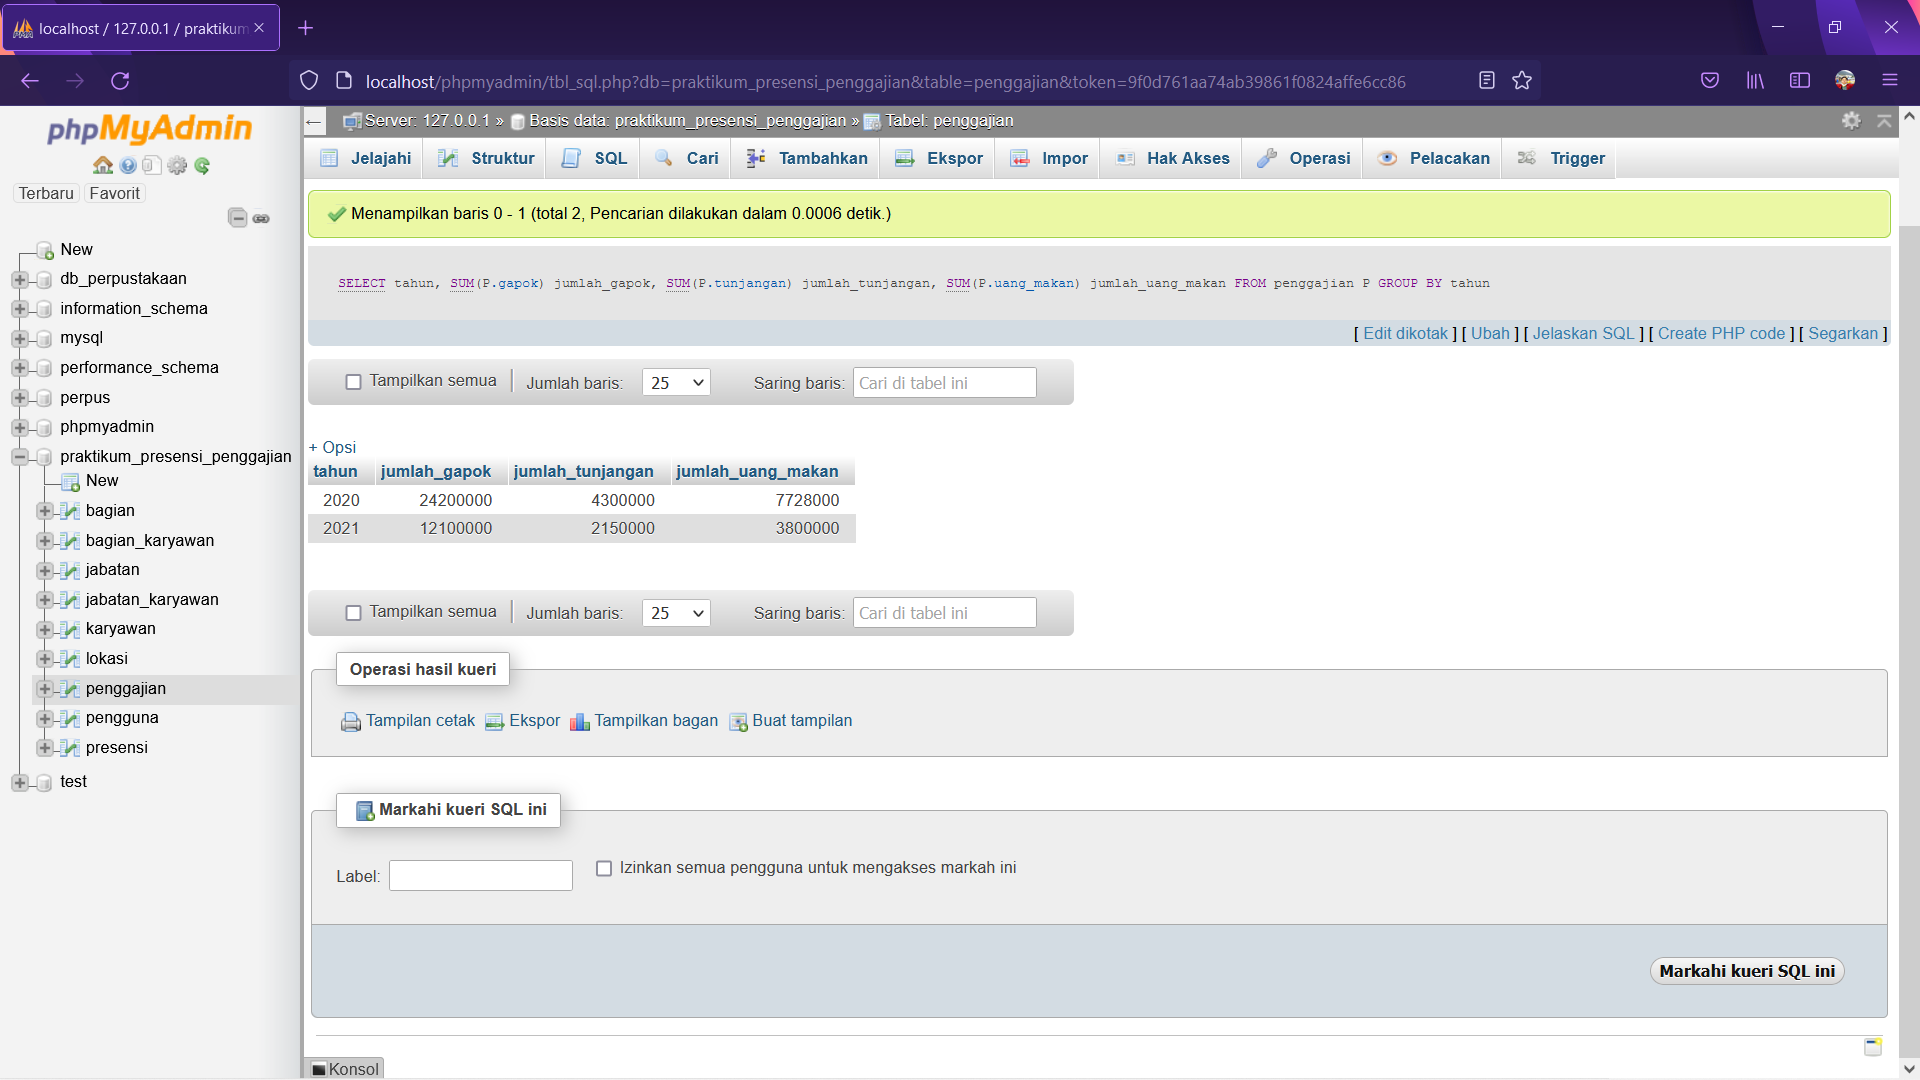 localhost / 127.0.0.1 / praktikum
localhost/phpmyadmin/tbl_sql.php?db=praktikum_presensi_penggajian&table=penggajian&token=9f0d761aa74ab39861f0824affe6cc86
phpMyAdmin
Terbaru Favorit
New
db_perpustakaan
information_schema
mysql
performance_schema
perpus
phpmyadmin
praktikum_presensi_penggajian
New
bagian
bagian_karyawan
jabatan
jabatan_karyawan
karyawan
lokasi
penggajian
pengguna
presensi
test
Server: 127.0.0.1 » Basis data: praktikum_presensi_penggajian » Tabel: penggajian
Jelajahi Struktur SQL Cari Tambahkan Ekspor Impor Hak Akses Operasi Pelacakan Trigger
Menampilkan baris 0 - 1 (total 2, Pencarian dilakukan dalam 0.0006 detik.)
SELECT tahun, SUM(P.gapok) jumlah_gapok, SUM(P.tunjangan) jumlah_tunjangan, SUM(P.uang_makan) jumlah_uang_makan FROM penggajian P GROUP BY tahun
[ Edit dikotak ] [ Ubah ] [ Jelaskan SQL ] [ Create PHP code ] [ Segarkan ]
Tampilkan semua Jumlah baris: 25 Saring baris: Cari di tabel ini
+ Opsi
tahun jumlah_gapok jumlah_tunjangan jumlah_uang_makan
2020 24200000 4300000 7728000
2021 12100000 2150000 3800000
Tampilkan semua Jumlah baris: 25 Saring baris: Cari di tabel ini
Operasi hasil kueri
Tampilan cetak Ekspor Tampilkan bagan Buat tampilan
Markahi kueri SQL ini
Label: Izinkan semua pengguna untuk mengakses markah ini
Markahi kueri SQL ini
Konsol